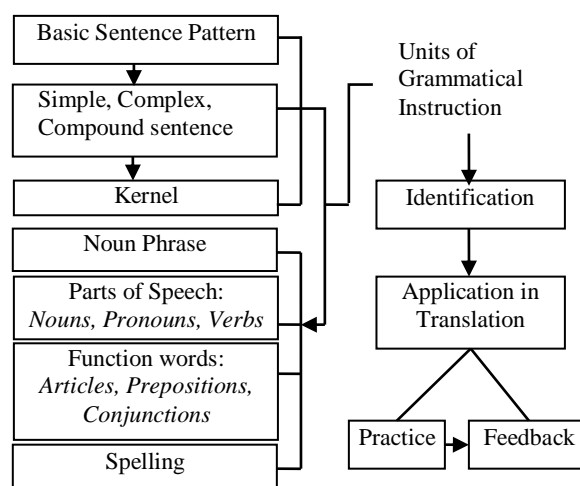 Basic Sentence Pattern
Simple, Complex,
Compound sentence
Kernel
Noun Phrase
Parts of Speech:
Nouns, Pronouns, Verbs
Function words:
Articles, Prepositions,
Conjunctions
Spelling
Units of
Grammatical
Instruction
Identification
Application in
Translation
Practice
Feedback